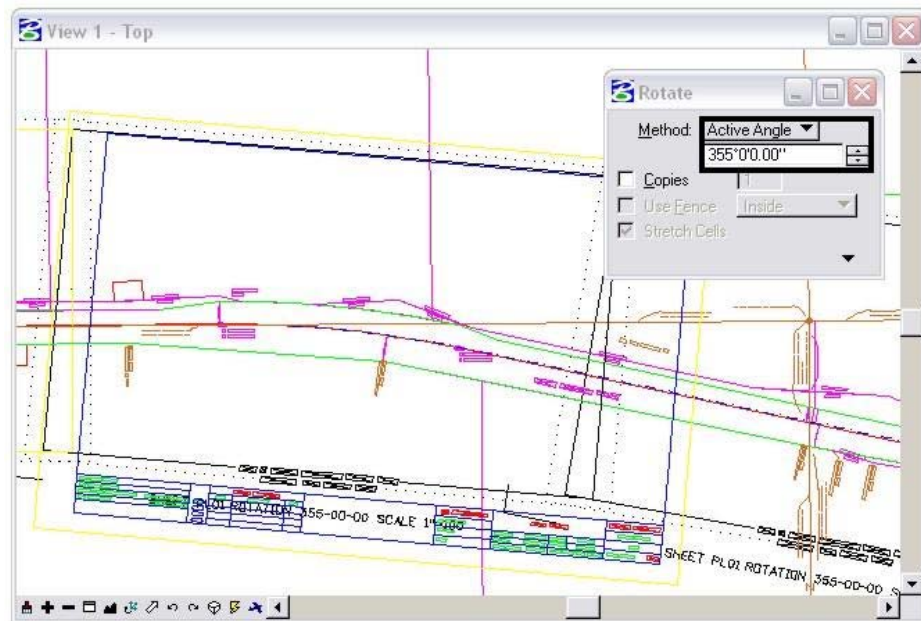 View 1 - Top
Rotate
Method: Active Angle
355°0'0.00"
Copies 1
Use Fence Inside
Stretch Cells
ROTATION 355-00-00 SCALE 1"
SHEET PL01 ROTATION 355-00-00